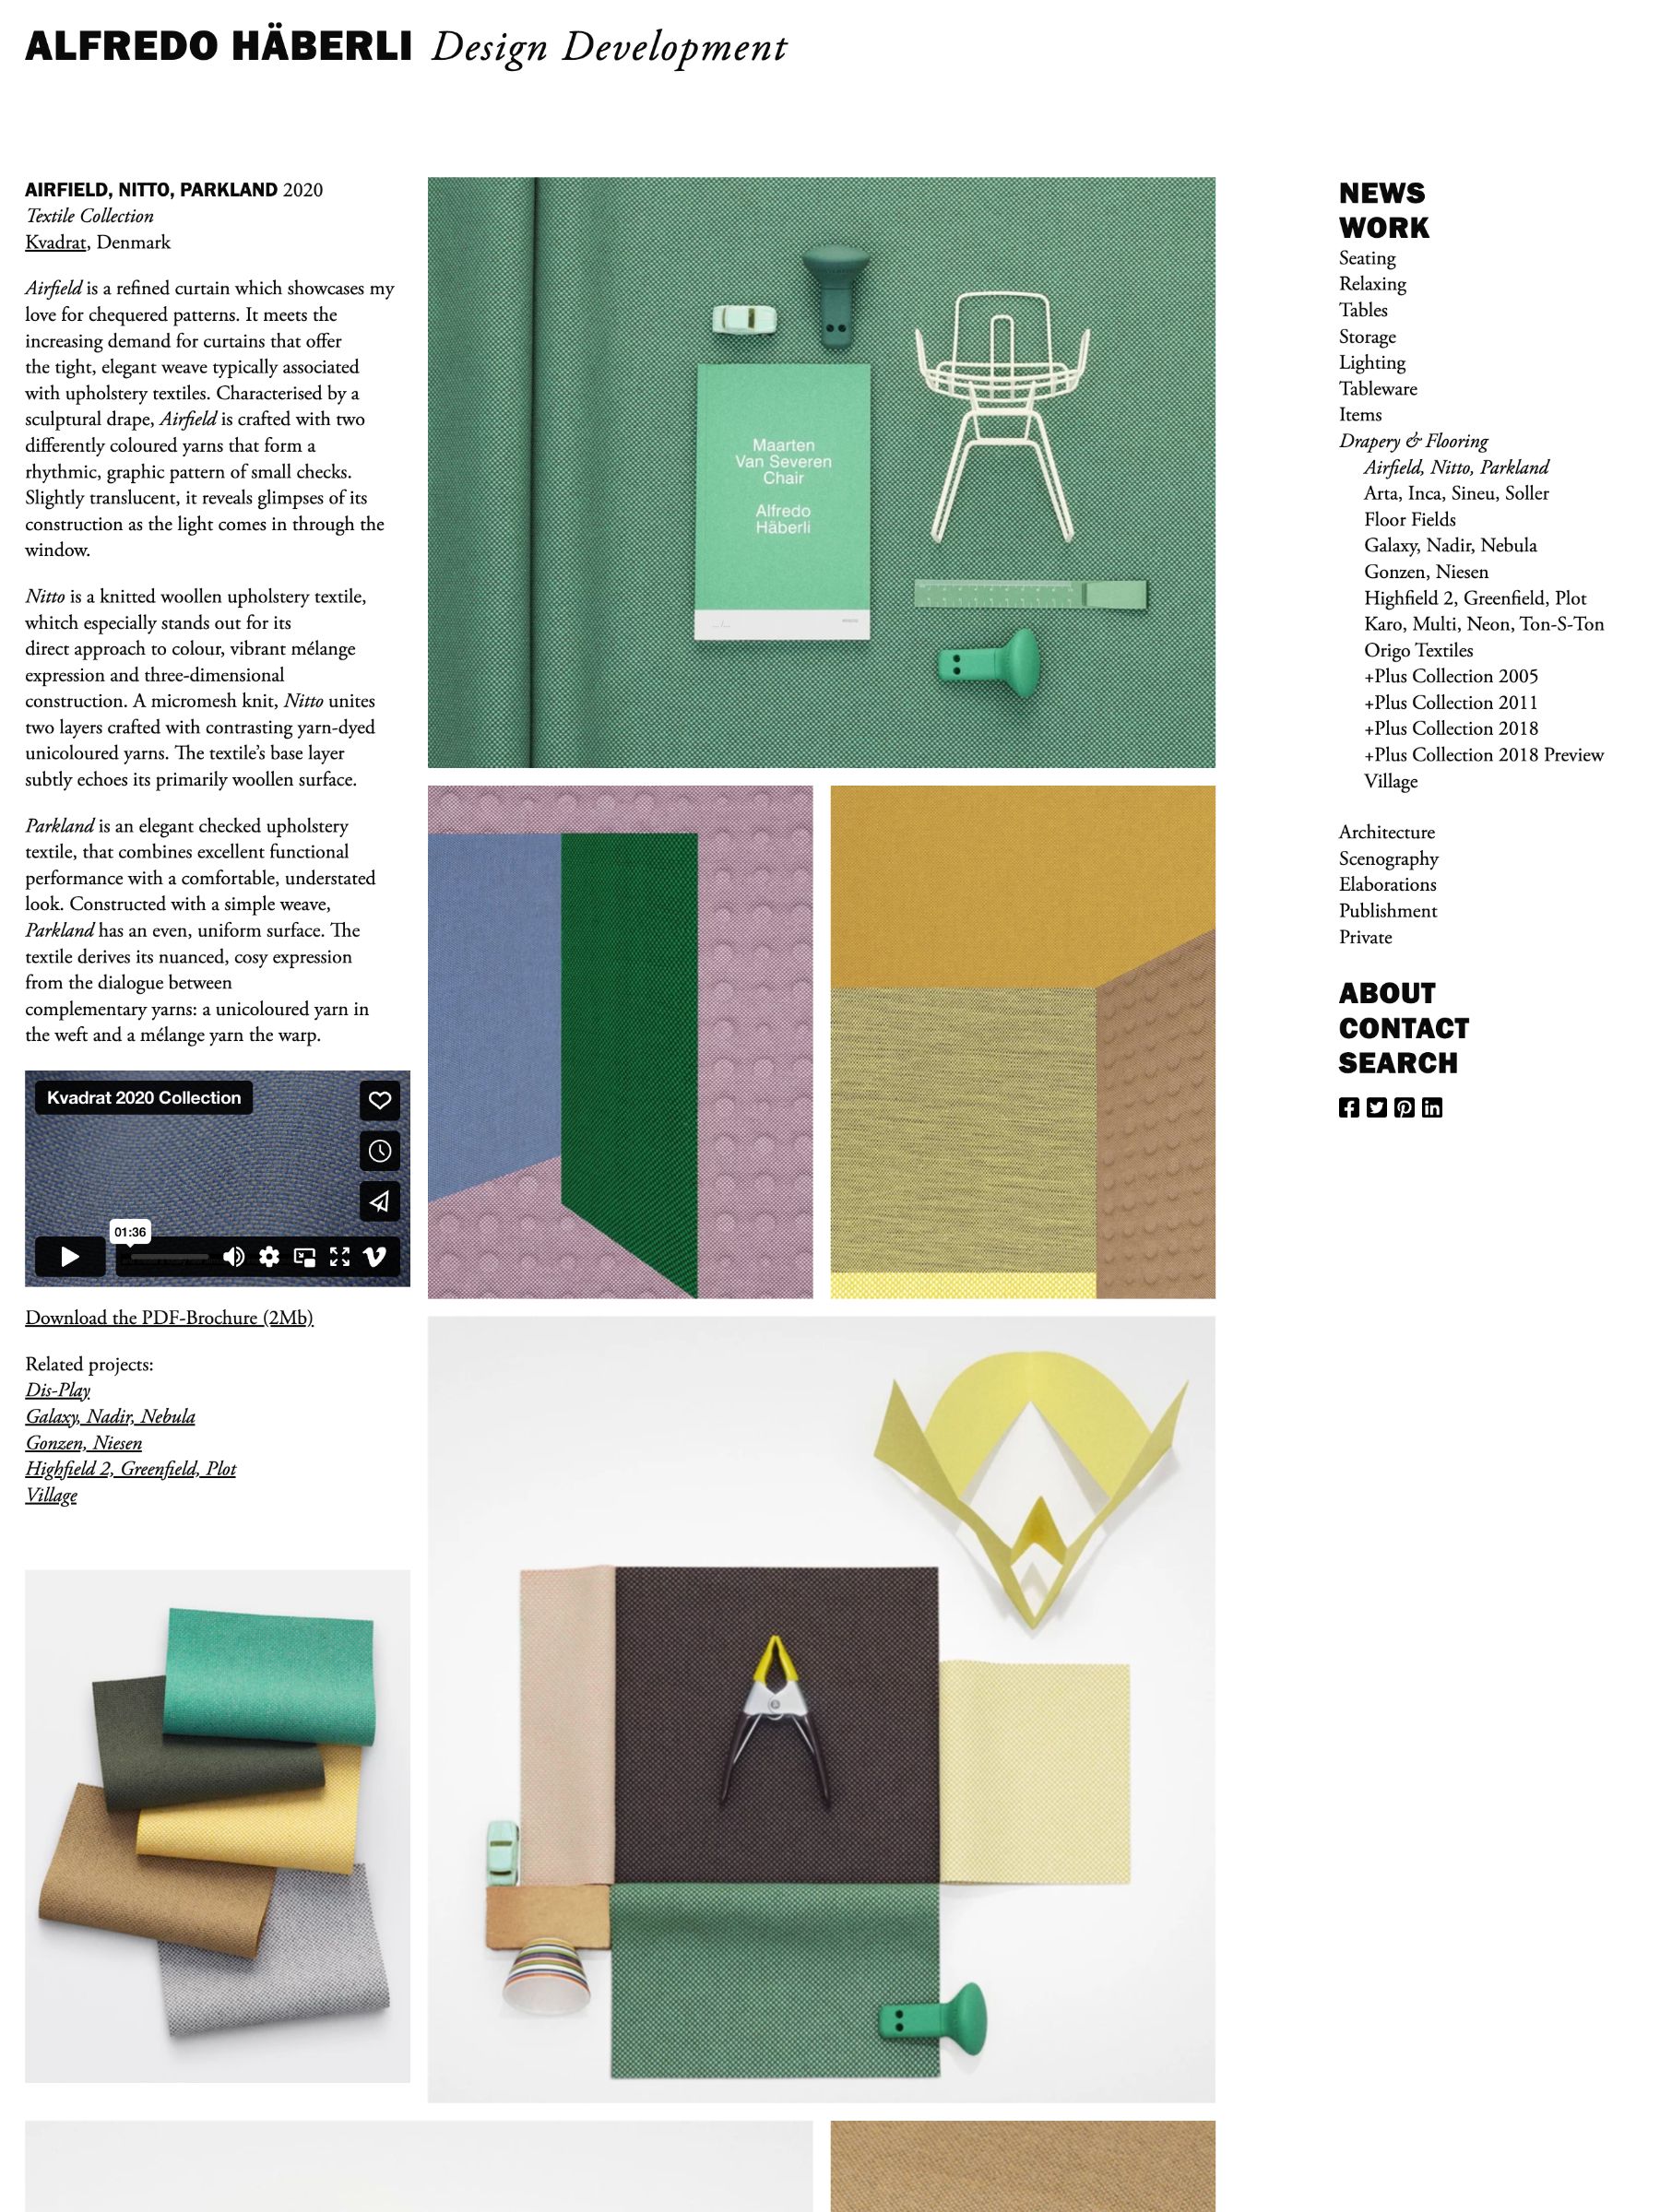 ALFREDO HÄBERLI Design Development
AIRFIELD, NITTO, PARKLAND 2020
Textile Collection
Kvadrat, Denmark
Airfield is a refined curtain which showcases my
love for chequered patterns. It meets the
increasing demand for curtains that offer
the tight, elegant weave typically associated
with upholstery textiles. Characterised by a
sculptural drape, Airfield is crafted with two
differently coloured yarns that form a
rhythmic, graphic pattern of small checks.
Slightly translucent, it reveals glimpses of its
construction as the light comes in through the
window.
Nitto is a knitted woollen upholstery textile,
whitch especially stands out for its
direct approach to colour, vibrant mélange
expression and three-dimensional
construction. A micromesh knit, Nitto unites
two layers crafted with contrasting yarn-dyed
unicoloured yarns. The textile's base layer
subtly echoes its primarily woollen surface.
Parkland is an elegant checked upholstery
textile, that combines excellent functional
performance with a comfortable, understated
look. Constructed with a simple weave,
Parkland has an even, uniform surface. The
textile derives its nuanced, cosy expression
from the dialogue between
complementary yarns: a unicoloured yarn in
the weft and a mélange yarn the warp.
Kvadrat 2020 Collection
01:36
Download the PDF-Brochure (2Mb)
Related projects:
Dis-Play
Galaxy, Nadir, Nebula
Gonzen, Niesen
Highfield 2, Greenfield, Plot
Village
Maarten
Van Severen
Chair
Alfredo
Häberli
NEWS
WORK
Seating
Relaxing
Tables
Storage
Lighting
Tableware
Items
Drapery & Flooring
Airfield, Nitto, Parkland
Arta, Inca, Sineu, Soller
Floor Fields
Galaxy, Nadir, Nebula
Gonzen, Niesen
Highfield 2, Greenfield, Plot
Karo, Multi, Neon, Ton-S-Ton
Origo Textiles
+Plus Collection 2005
+Plus Collection 2011
+Plus Collection 2018
+Plus Collection 2018 Preview
Village
Architecture
Scenography
Elaborations
Publishment
Private
ABOUT
CONTACT
SEARCH